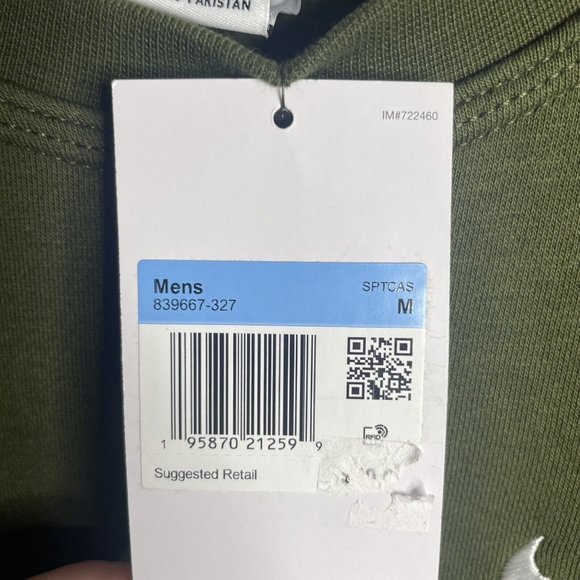 PAKISTAN
IM#722460
Mens
SPTCAS
839667-327
M
RFID
1 95870 21259 9
Suggested Retail